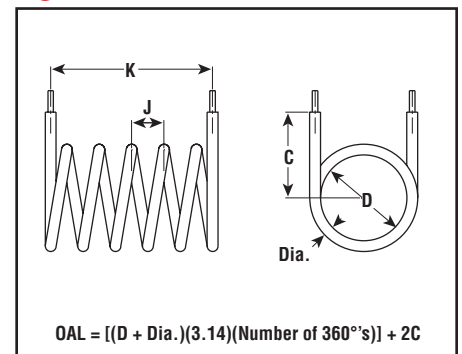 K
J
C
D
Dia.
OAL = [(D + Dia.)(3.14)(Number of 360°'s)] + 2C